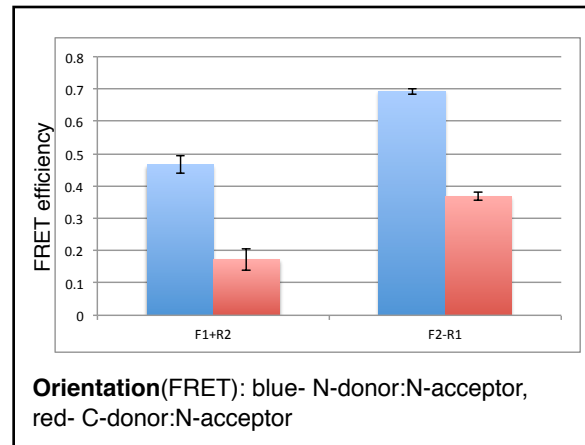 0.8
0.7
0.6
0.5
0.4
0.3
0.2
0.1
0
FRET efficiency
F1+R2
F2-R1
Orientation(FRET): blue- N-donor:N-acceptor,
red- C-donor:N-acceptor